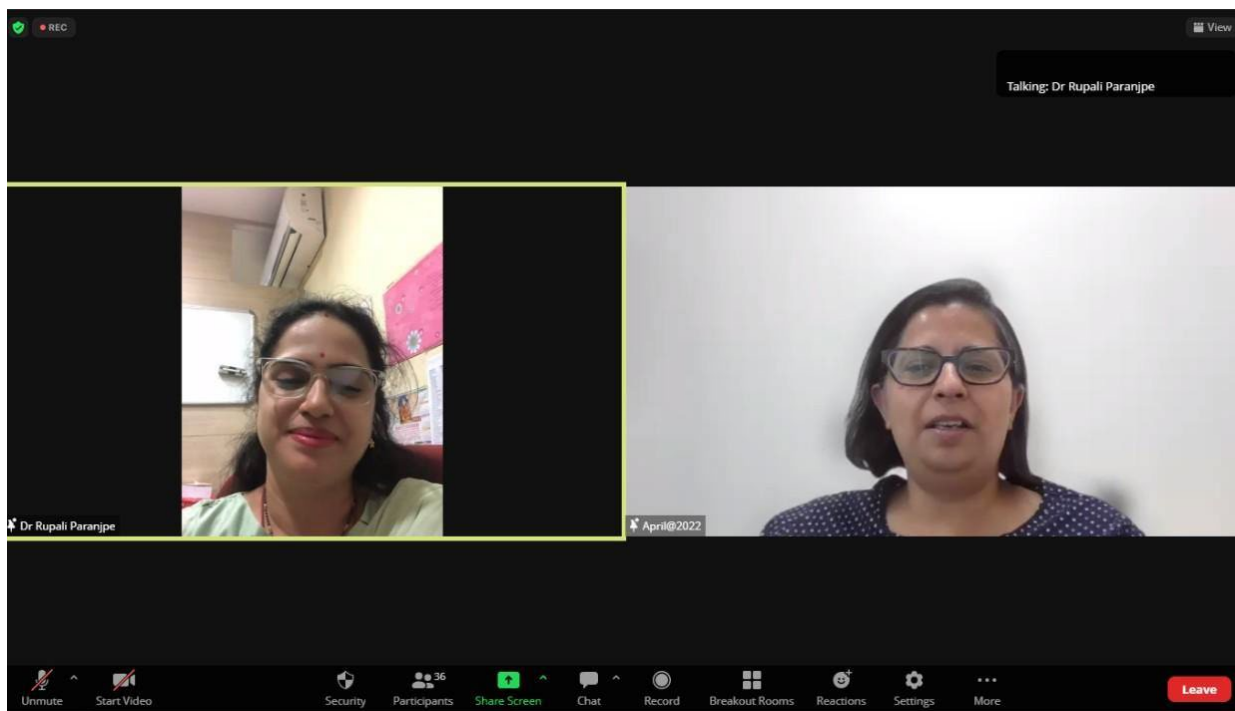 REC
View
Talking: Dr Rupali Paranjpe
Dr Rupali Paranjpe
April@2022
36
Unmute
Start Video
Security
Participants
Share Screen
Chat
Record
Breakout Rooms
Reactions
Settings
More
Leave